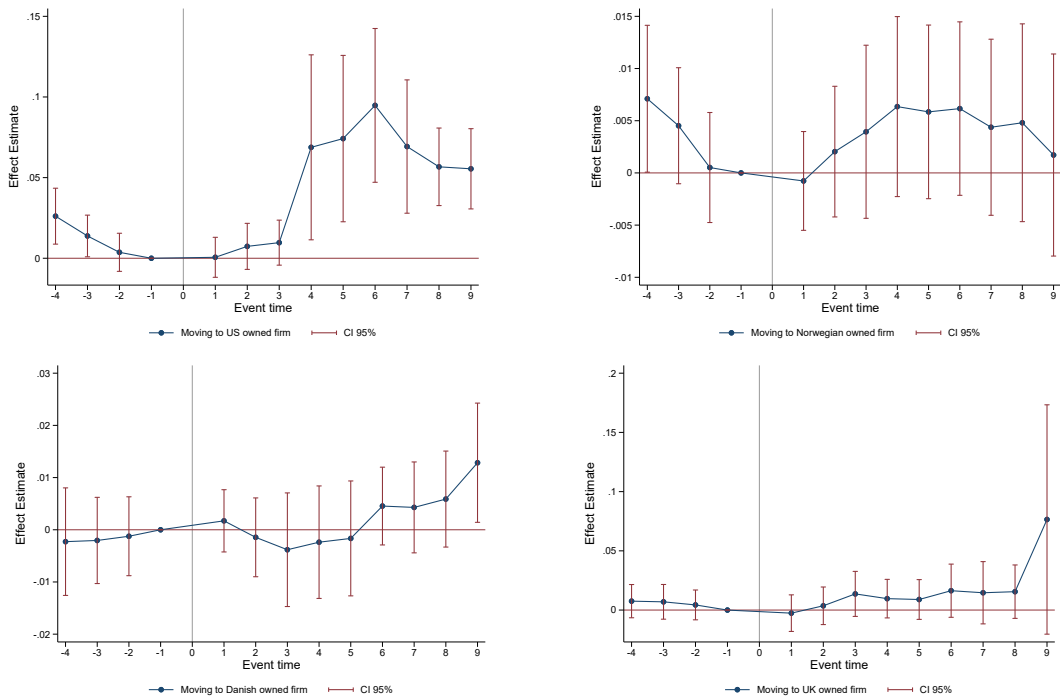 .15
.1
.05
0
Effect Estimate
-4 -3 -2 -1 0 1 2 3 4 5 6 7 8 9
Event time
Moving to US owned firm CI 95%
.015
.01
.005
0
-.005
-.01
Effect Estimate
-4 -3 -2 -1 0 1 2 3 4 5 6 7 8 9
Event time
Moving to Norwegian owned firm CI 95%
.03
.02
.01
0
-.01
-.02
Effect Estimate
-4 -3 -2 -1 0 1 2 3 4 5 6 7 8 9
Event time
Moving to Danish owned firm CI 95%
.2
.1
.05
0
Effect Estimate
-4 -3 -2 -1 0 1 2 3 4 5 6 7 8 9
Event time
Moving to UK owned firm CI 95%